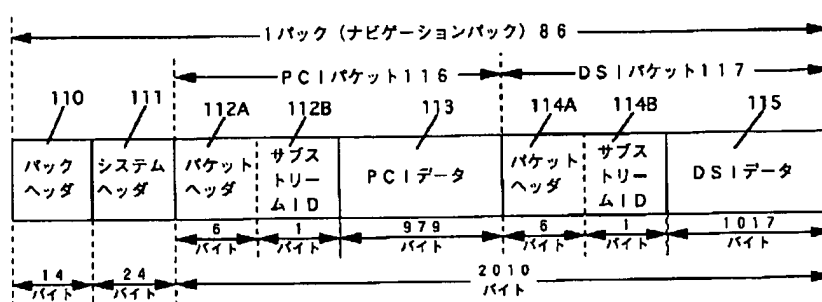 1パック(ナビゲーションパック)86
PCIパケット116
DSIパケット117
110
111
112A
112B
113
114A
114B
115
パック
ヘッダ
システム
ヘッダ
パケット
ヘッダ
サブス
トリー
ムID
PCIデータ
パケット
ヘッダ
サブス
トリー
ムID
DSIデータ
6
バイト
1
バイト
979
バイト
6
バイト
1
バイト
1017
バイト
14
バイト
24
バイト
2010
バイト